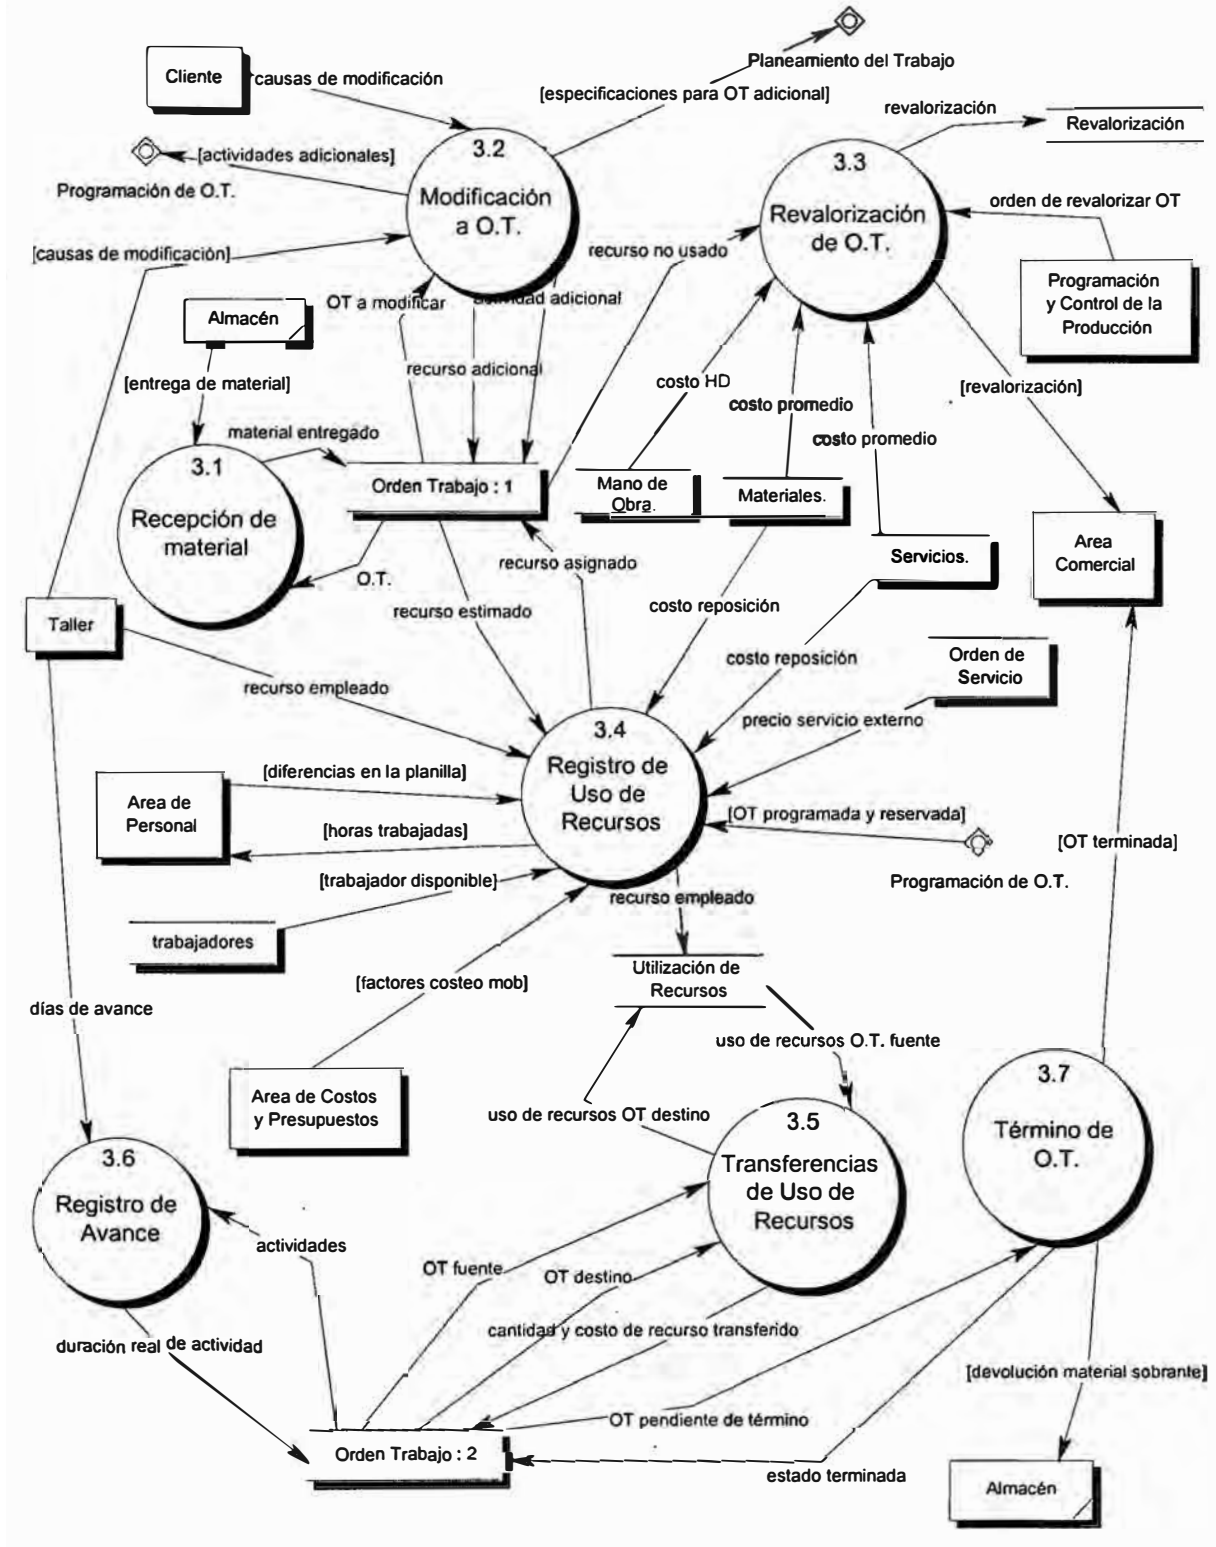 Planeamiento del Trabajo
Cliente
causas de modificación
[especificaciones para OT adicional]
revalorización
Revalorización
3.2
Modificación
a O.T.
3.3
Revalorización
de O.T.
[actividades adicionales]
Programación de O.T.
orden de revalorizar OT
[causas de modificación]
recurso no usado
Programación
y Control de la
Producción
OT a modificar
actividad adicional
Almacén
recurso adicional
[entrega de material]
costo HD
costo promedio
costo promedio
[revalorización]
material entregado
3.1
Recepción de
material
Orden Trabajo : 1
Mano de
Obra.
Materiales.
Servicios.
Area
Comercial
O.T.
recurso asignado
recurso estimado
costo reposición
Taller
costo reposición
Orden de
Servicio
recurso empleado
precio servicio externo
3.4
Registro de
Uso de
Recursos
[diferencias en la planilla]
Area de
Personal
[horas trabajadas]
[OT programada y reservada]
[OT terminada]
[trabajador disponible]
Programación de O.T.
recurso empleado
trabajadores
[factores costeo mob]
Utilización de
Recursos
días de avance
uso de recursos O.T. fuente
Area de Costos
y Presupuestos
uso de recursos OT destino
3.5
Transferencias
de Uso de
Recursos
3.7
Término de
O.T.
3.6
Registro de
Avance
actividades
OT fuente
OT destino
cantidad y costo de recurso transferido
duración real de actividad
[devolución material sobrante]
OT pendiente de término
Orden Trabajo : 2
estado terminada
Almacén